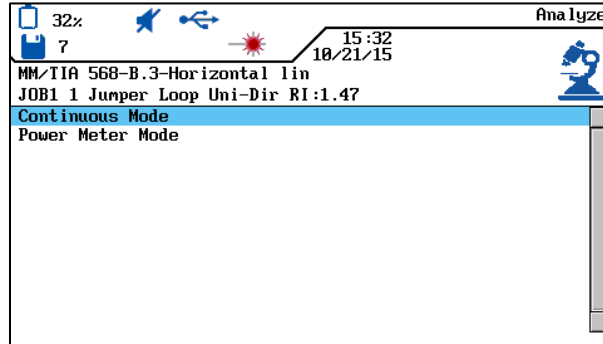 32%
Analyze
7
15:32
10/21/15
MM/TIA 568-B.3-Horizontal lin
JOB1 1 Jumper Loop Uni-Dir RI:1.47
Continuous Mode
Power Meter Mode